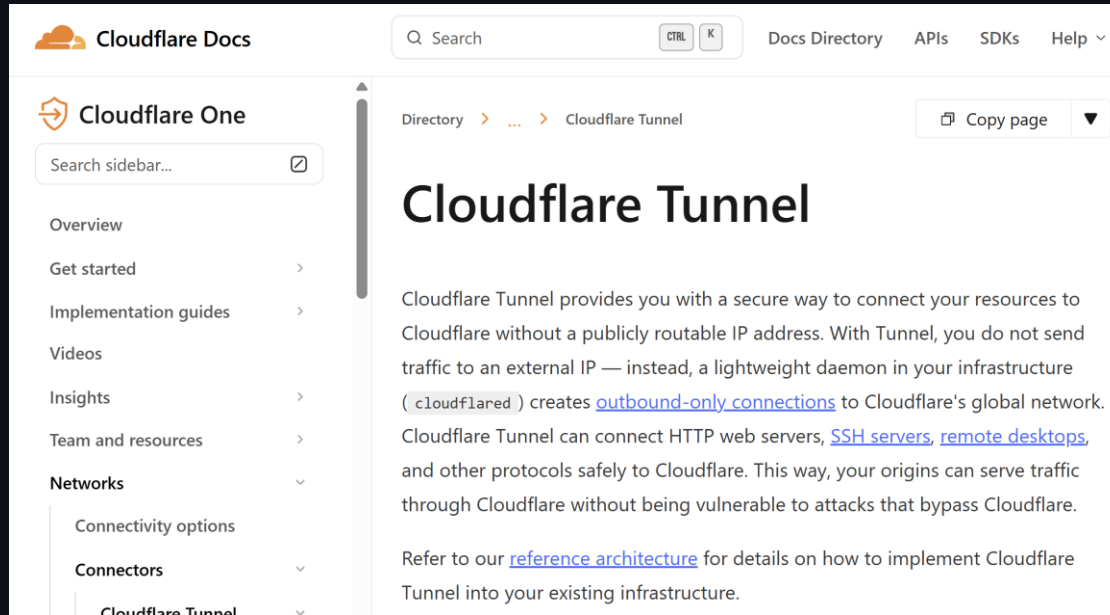 Cloudflare Docs
Search
CTRL K
Docs Directory
APIs
SDKs
Help
Cloudflare One
Search sidebar...
Overview
Get started
Implementation guides
Videos
Insights
Team and resources
Networks
Connectivity options
Connectors
Cloudflare Tunnel
Directory > ... > Cloudflare Tunnel
Copy page
Cloudflare Tunnel
Cloudflare Tunnel provides you with a secure way to connect your resources to
Cloudflare without a publicly routable IP address. With Tunnel, you do not send
traffic to an external IP — instead, a lightweight daemon in your infrastructure
( cloudflared ) creates outbound-only connections to Cloudflare's global network.
Cloudflare Tunnel can connect HTTP web servers, SSH servers, remote desktops,
and other protocols safely to Cloudflare. This way, your origins can serve traffic
through Cloudflare without being vulnerable to attacks that bypass Cloudflare.
Refer to our reference architecture for details on how to implement Cloudflare
Tunnel into your existing infrastructure.